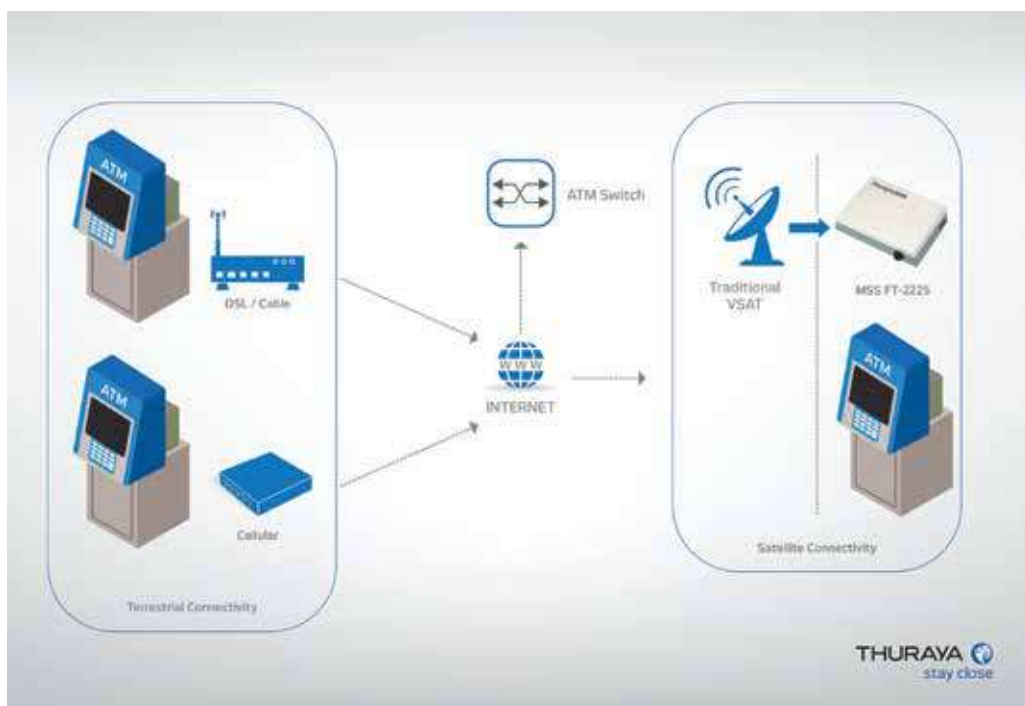 ATM
DSL / Cable
ATM
Cellular
Terrestrial Connectivity
ATM Switch
WWW
INTERNET
Traditional
VSAT
MSS FT-2225
ATM
Satellite Connectivity
THURAYA
stay close